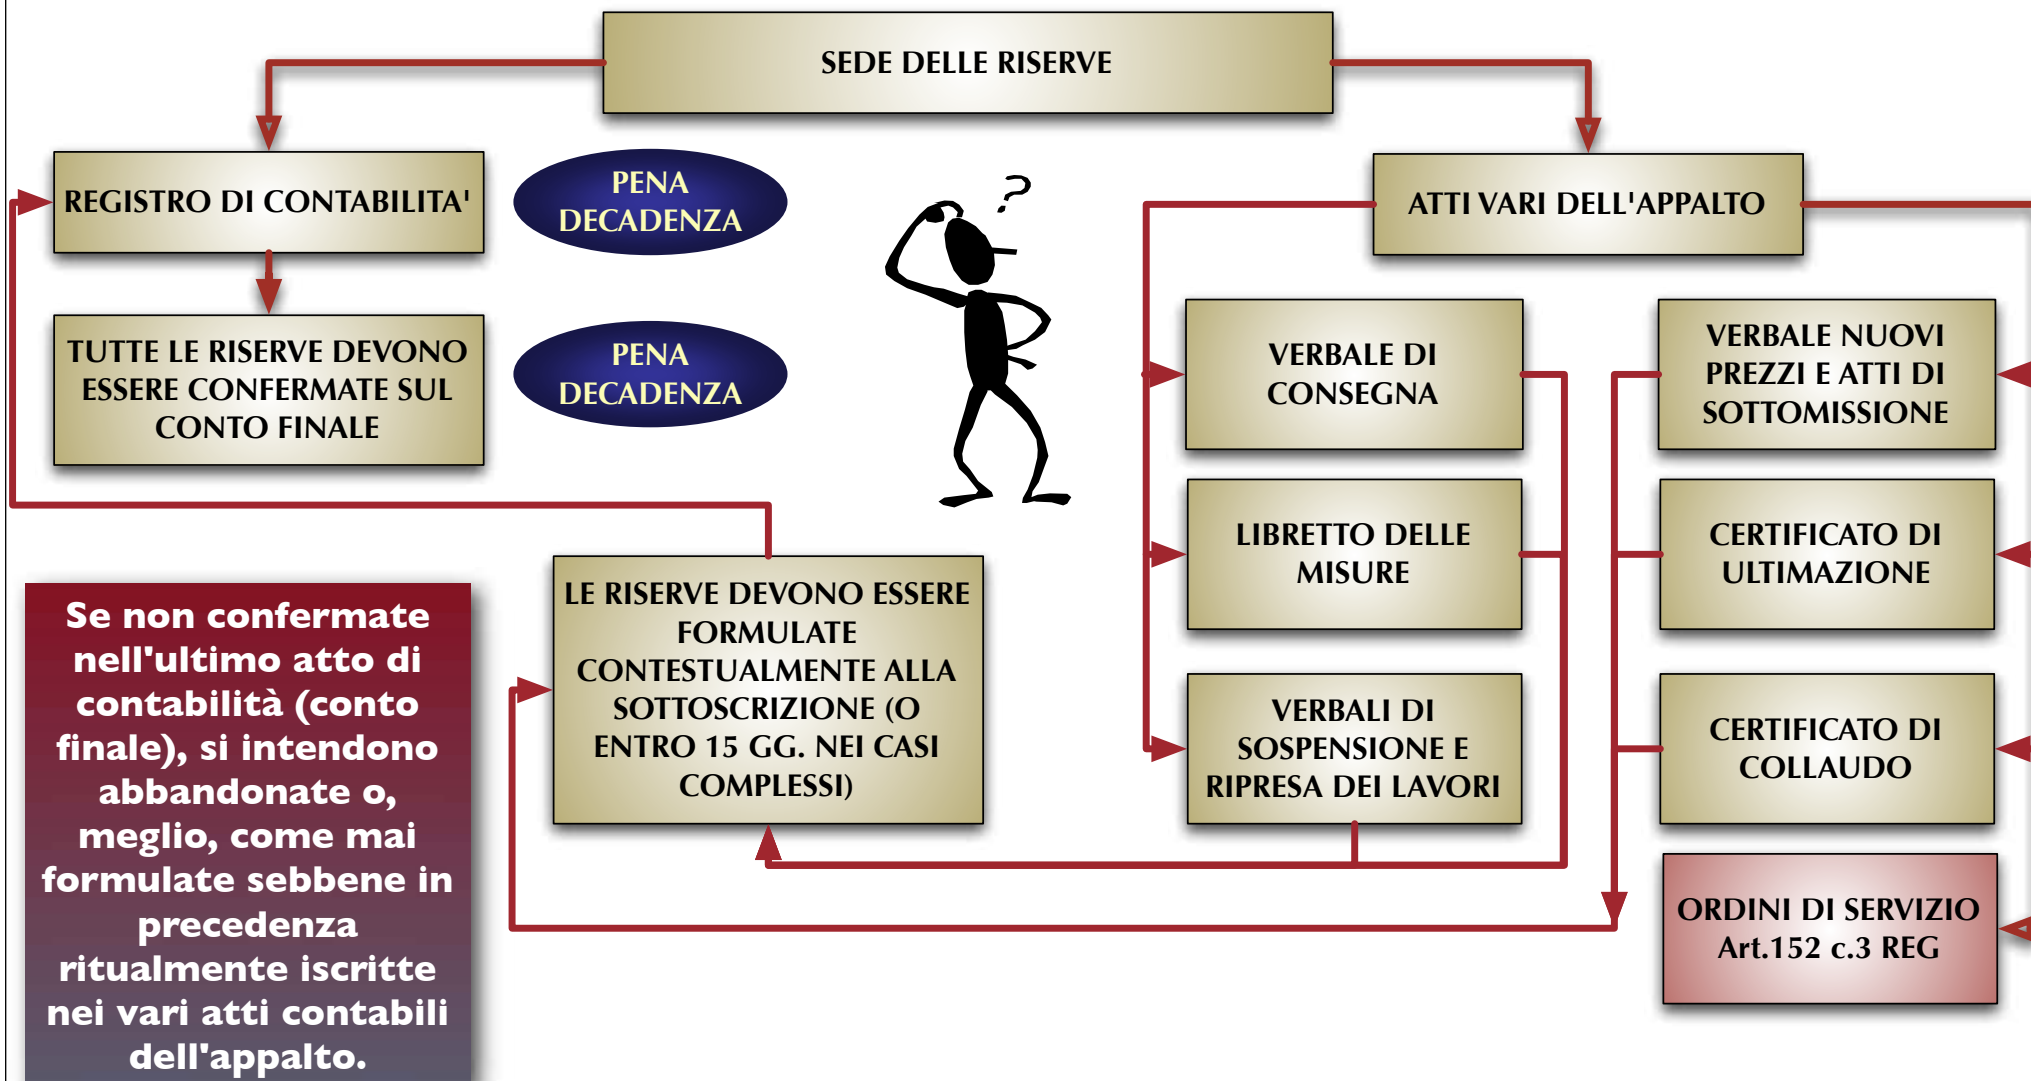 SEDE DELLE RISERVE
REGISTRO DI CONTABILITA'
PENA
DECADENZA
?
ATTI VARI DELL'APPALTO
TUTTE LE RISERVE DEVONO
ESSERE CONFERMATE SUL
CONTO FINALE
PENA
DECADENZA
VERBALE DI
CONSEGNA
VERBALE NUOVI
PREZZI E ATTI DI
SOTTOMISSIONE
LIBRETTO DELLE
MISURE
CERTIFICATO DI
ULTIMAZIONE
LE RISERVE DEVONO ESSERE
FORMULATE
CONTESTUALMENTE ALLA
SOTTOSCRIZIONE (O
ENTRO 15 GG. NEI CASI
COMPLESSI)
VERBALI DI
SOSPENSIONE E
RIPRESA DEI LAVORI
CERTIFICATO DI
COLLAUDO
ORDINI DI SERVIZIO
Art.152 c.3 REG
Se non confermate
nell'ultimo atto di
contabilità (conto
finale), si intendono
abbandonate o,
meglio, come mai
formulate sebbene in
precedenza
ritualmente iscritte
nei vari atti contabili
dell'appalto.